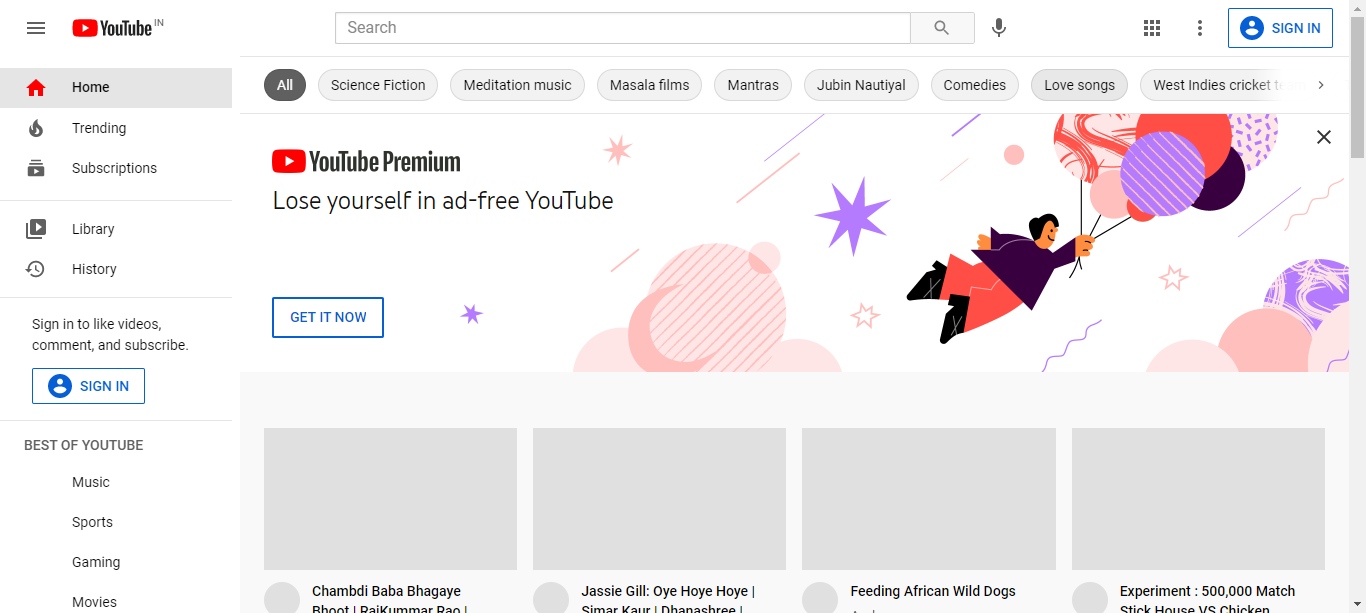 YouTube IN
Search
SIGN IN
Home
Trending
Subscriptions
Library
History
Sign in to like videos,
comment, and subscribe.
SIGN IN
BEST OF YOUTUBE
Music
Sports
Gaming
Movies
All
Science Fiction
Meditation music
Masala films
Mantras
Jubin Nautiyal
Comedies
Love songs
West Indies cricket team
YouTube Premium
Lose yourself in ad-free YouTube
GET IT NOW
Chambdi Baba Bhagaye
Bhoot | RajKummar Rao |
Jassie Gill: Oye Hoye Hoye |
Simar Kaur | Dhanashree |
Feeding African Wild Dogs
Experiment : 500,000 Match
Stick House VS Chicken